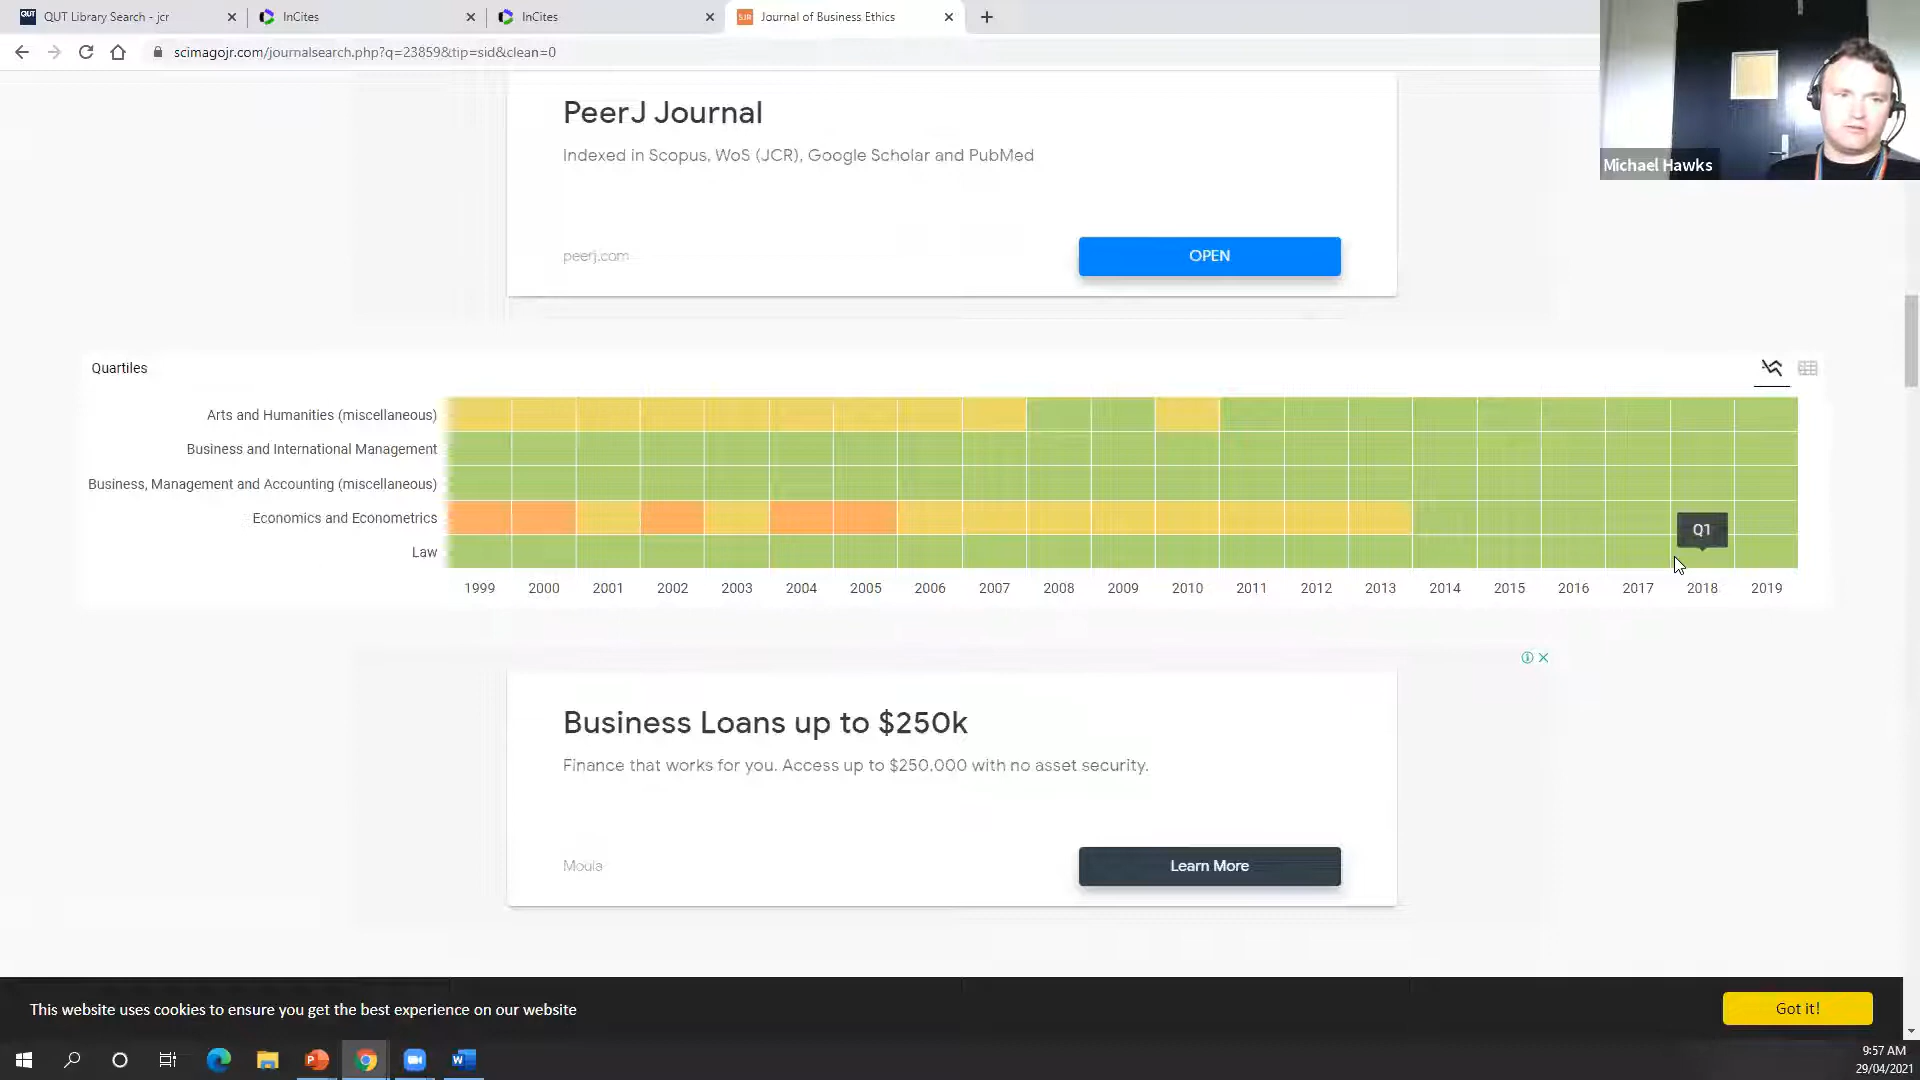 QUT Library Search - jcr
InCites
InCites
SJR
Journal of Business Ethics
scimagojr.com/journalsearch.php?q=23859&tip=sid&clean=0
Michael Hawks
PeerJ Journal
Indexed in Scopus, WoS (JCR), Google Scholar and PubMed
peerj.com
OPEN
Quartiles
Arts and Humanities (miscellaneous)
Business and International Management
Business, Management and Accounting (miscellaneous)
Economics and Econometrics
Law
Q1
1999 2000 2001 2002 2003 2004 2005 2006 2007 2008 2009 2010 2011 2012 2013 2014 2015 2016 2017 2018 2019
Business Loans up to $250k
Finance that works for you. Access up to $250,000 with no asset security.
Moula
Learn More
This website uses cookies to ensure you get the best experience on our website
Got it!
9:57 AM
29/04/2021